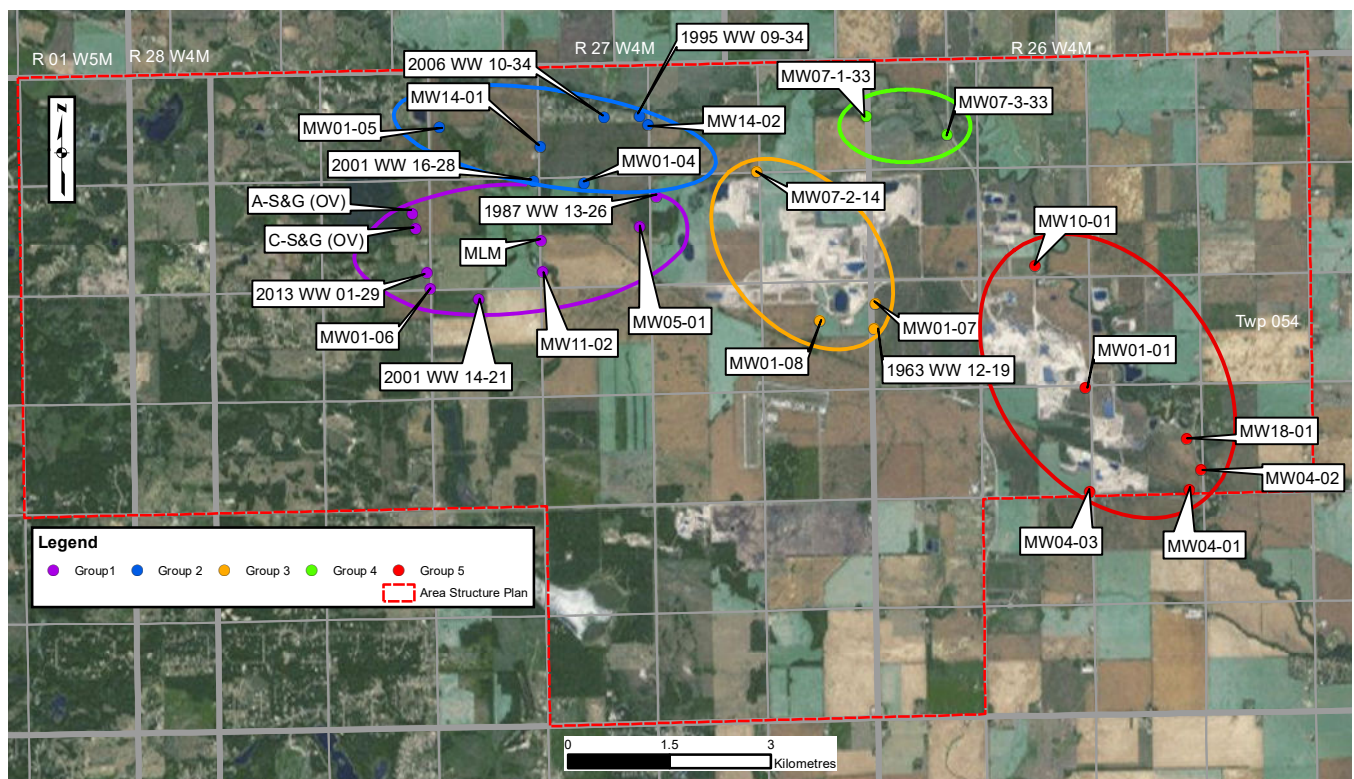 R 01 W5M
R 28 W4M
R 27 W4M
R 26 W4M
1995 WW 09-34
2006 WW 10-34
MW07-1-33
MW14-01
MW07-3-33
MW01-05
MW14-02
2001 WW 16-28
MW01-04
MW07-2-14
A-S&G (OV)
1987 WW 13-26
C-S&G (OV)
MW10-01
MLM
2013 WW 01-29
MW05-01
MW01-07
Twp 054
MW01-06
MW11-02
MW01-08
1963 WW 12-19
MW01-01
2001 WW 14-21
MW18-01
MW04-02
MW04-03
MW04-01
N
Legend
Group1 Group 2 Group 3 Group 4 Group 5
Area Structure Plan
0 1.5 3
Kilometres